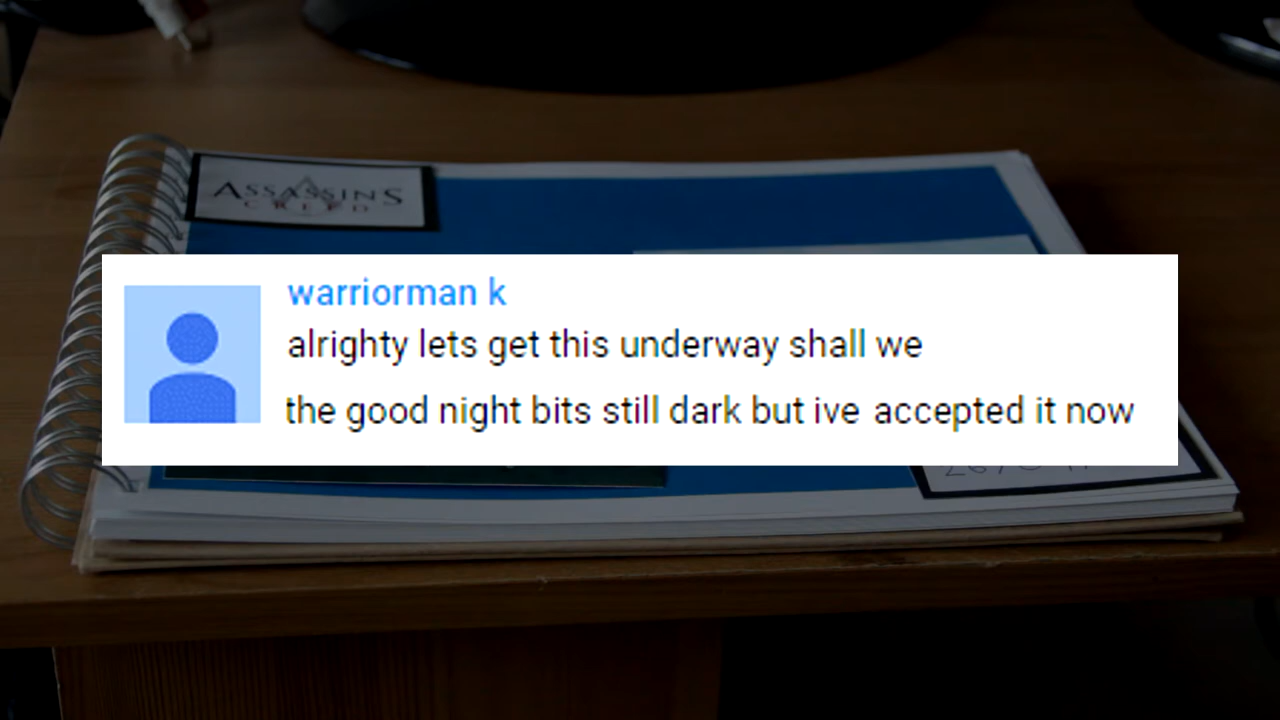 ASSASSINS
CREED
warriorman k
alrighty lets get this underway shall we
the good night bits still dark but ive accepted it now